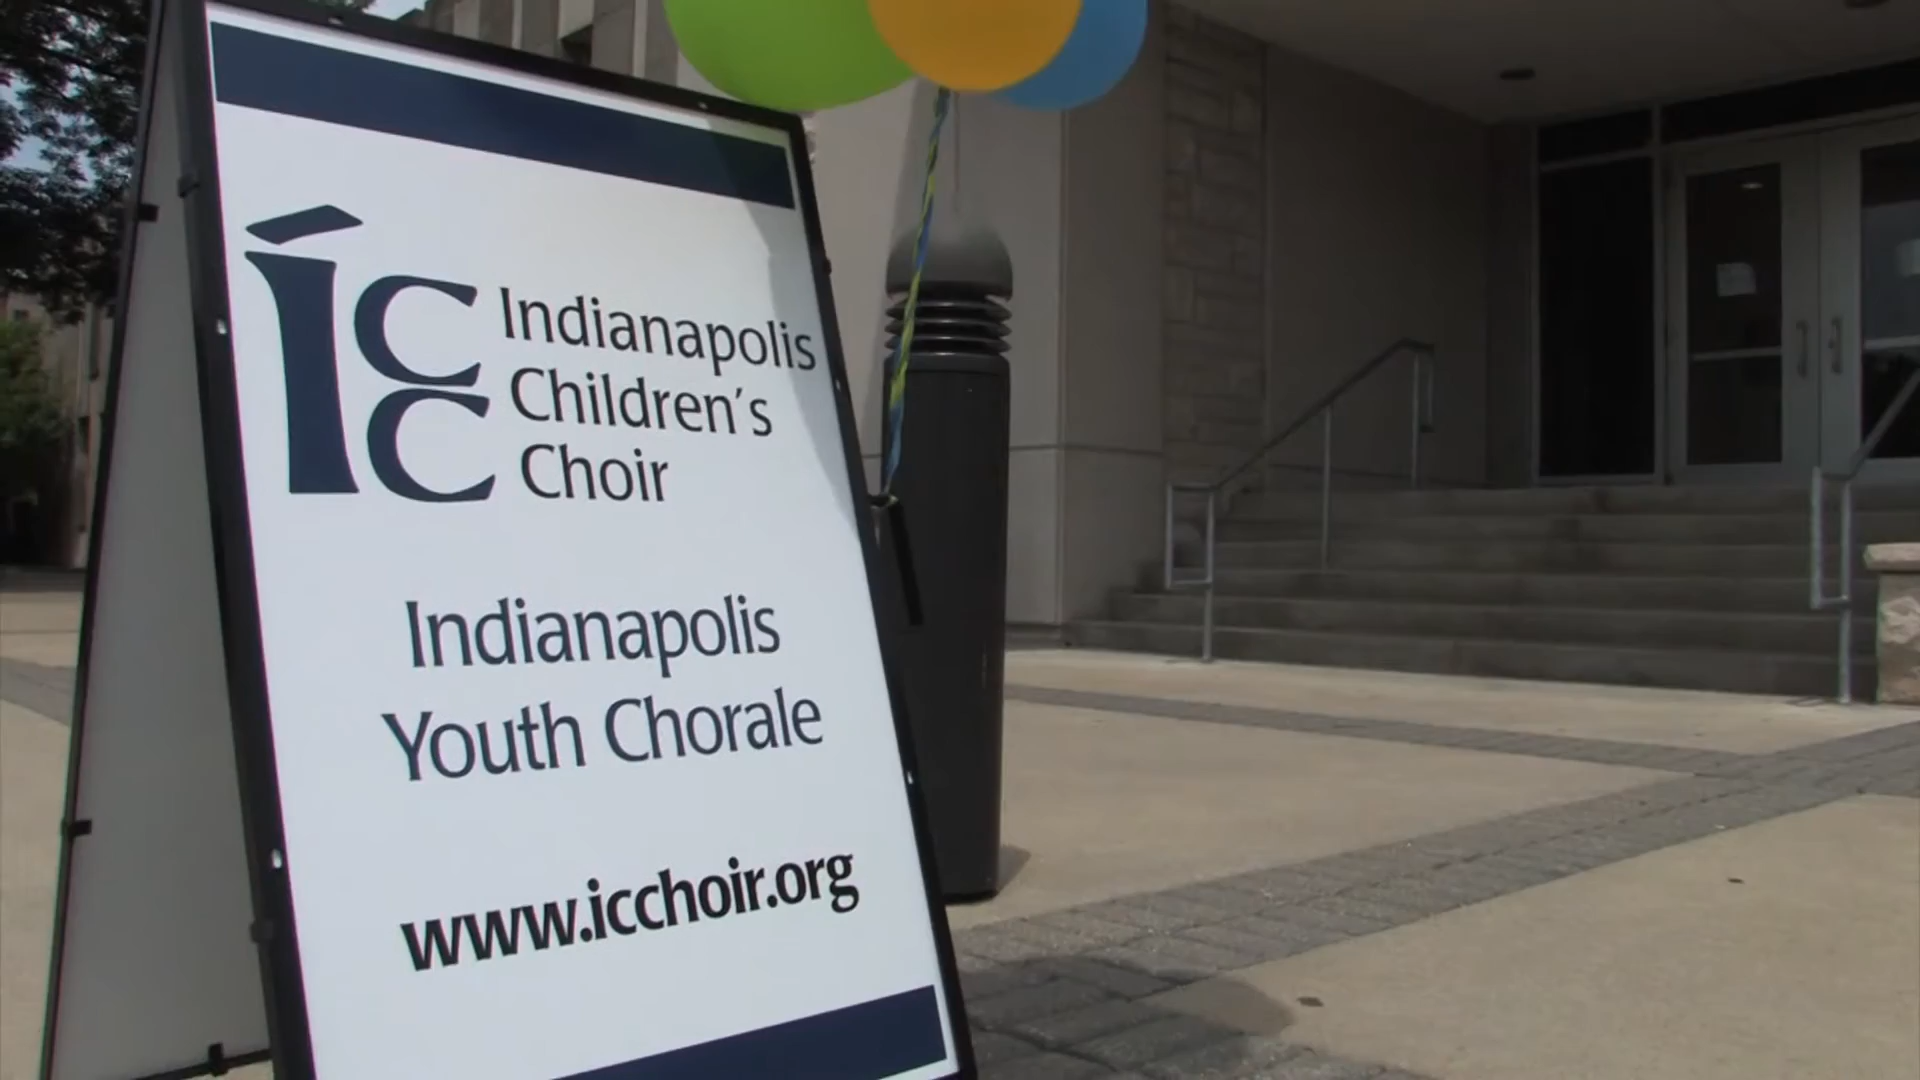 ICC
Indianapolis
Children's
Choir
Indianapolis
Youth Chorale
www.icchoir.org